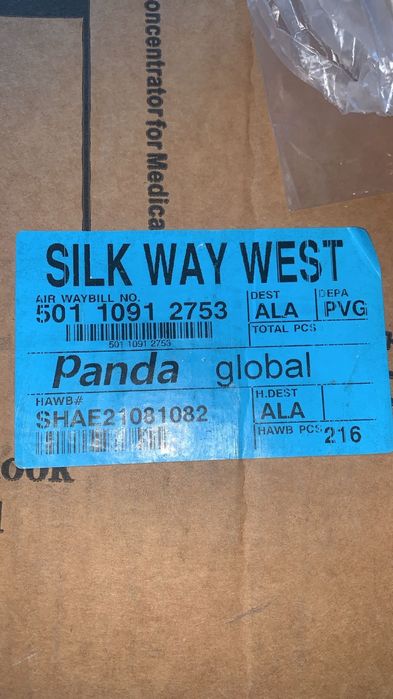 oncentrator for Medica
SILK WAY WEST
AIR WAYBILL NO.
501 1091 2753
501 1091 2753
DEST
ALA
DEPA
PVG
TOTAL PCS
Panda global
HAWB#
SHAE21081082
H.DEST
ALA
HAWB PCS 216
ook